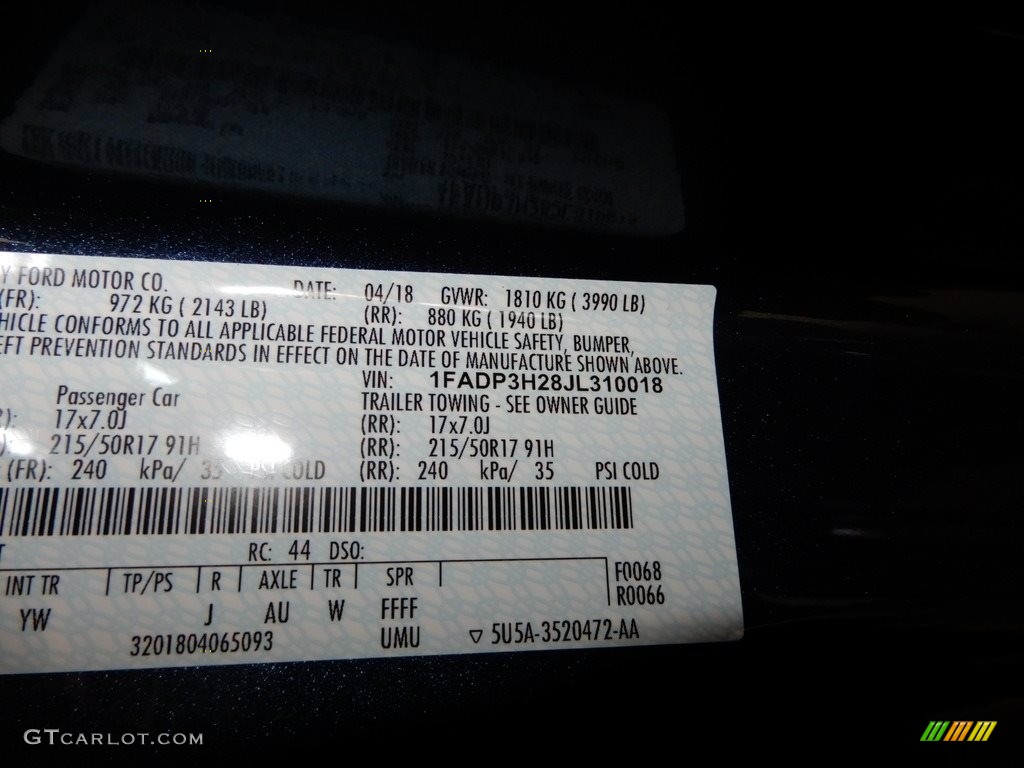 Y FORD MOTOR CO. DATE: 04/18 GVWR: 1810 KG ( 3990 LB)
(FR): 972 KG ( 2143 LB) (RR): 880 KG ( 1940 LB)
HICLE CONFORMS TO ALL APPLICABLE FEDERAL MOTOR VEHICLE SAFETY, BUMPER,
EFT PREVENTION STANDARDS IN EFFECT ON THE DATE OF MANUFACTURE SHOWN ABOVE.
VIN: 1FADP3H28JL310018
Passenger Car TRAILER TOWING - SEE OWNER GUIDE
R): 17x7.0J (RR): 17x7.0J
): 215/50R17 91H (RR): 215/50R17 91H
(FR): 240 kPa/ 35 COLD (RR): 240 kPa/ 35 PSI COLD
RC: 44 DSO:
INT TR TP/PS R AXLE TR SPR F0068
YW J AU W FFFF R0066
3201804065093 UMU 5U5A-3520472-AA
GTCARLOT.COM